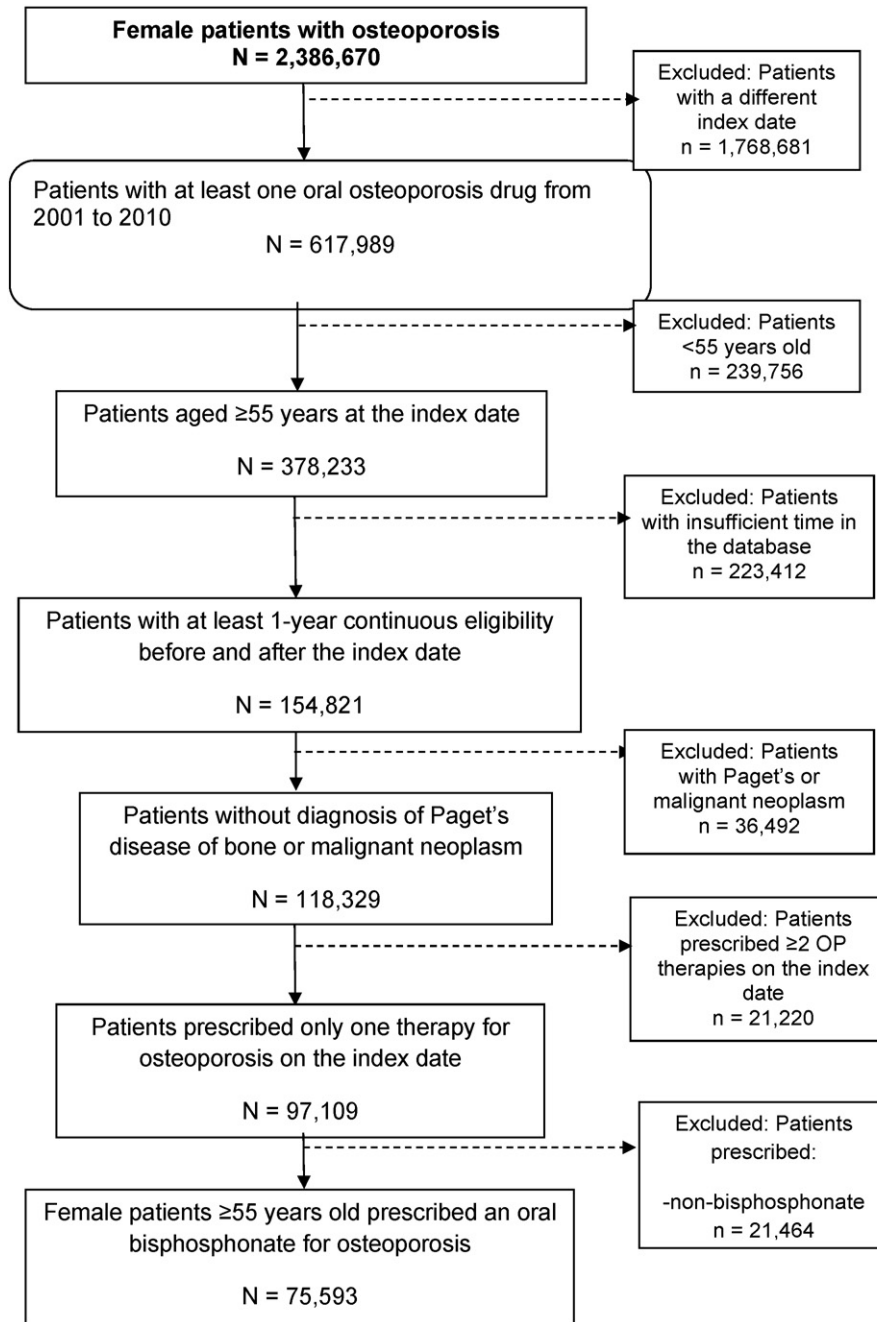 Female patients with osteoporosis
N = 2,386,670
Excluded: Patients
with a different
index date
n = 1,768,681
Patients with at least one oral osteoporosis drug from
2001 to 2010
N = 617,989
Excluded: Patients
<55 years old
n = 239,756
Patients aged ≥55 years at the index date
N = 378,233
Excluded: Patients
with insufficient time in
the database
n = 223,412
Patients with at least 1-year continuous eligibility
before and after the index date
N = 154,821
Excluded: Patients
with Paget’s or
malignant neoplasm
n = 36,492
Patients without diagnosis of Paget’s
disease of bone or malignant neoplasm
N = 118,329
Excluded: Patients
prescribed ≥2 OP
therapies on the index
date
n = 21,220
Patients prescribed only one therapy for
osteoporosis on the index date
N = 97,109
Excluded: Patients
prescribed:
-non-bisphosphonate
n = 21,464
Female patients ≥55 years old prescribed an oral
bisphosphonate for osteoporosis
N = 75,593